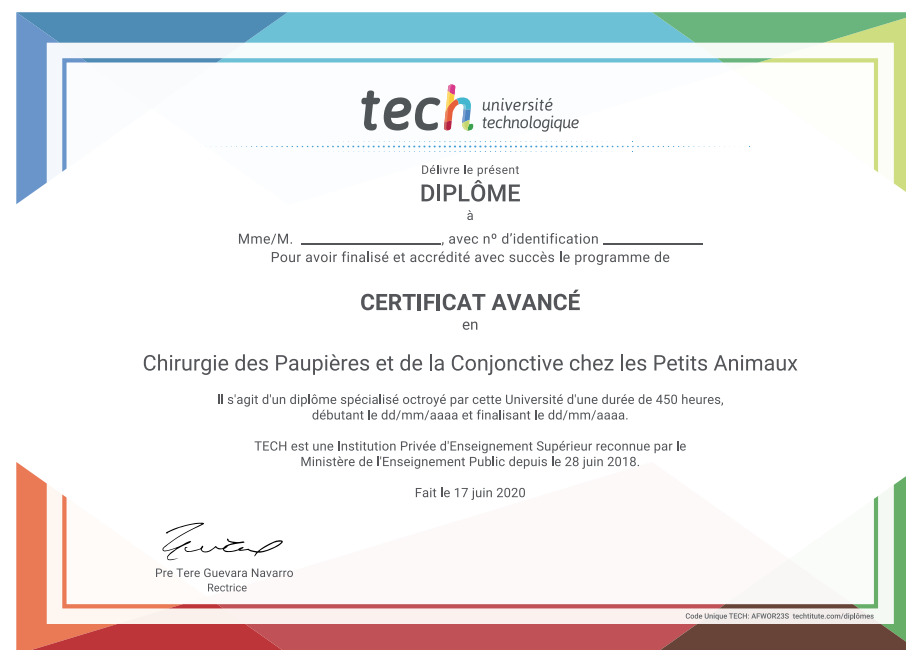 tech université
technologique
Délivre le présent
DIPLÔME
à
Mme/M. ____________________, avec nº d'identification ______________
Pour avoir finalisé et accrédité avec succès le programme de
CERTIFICAT AVANCÉ
en
Chirurgie des Paupières et de la Conjonctive chez les Petits Animaux
Il s'agit d'un diplôme spécialisé octroyé par cette Université d'une durée de 450 heures,
débutant le dd/mm/aaaa et finalisant le dd/mm/aaaa.
TECH est une Institution Privée d'Enseignement Supérieur reconnue par le
Ministère de l'Enseignement Public depuis le 28 juin 2018.
Fait le 17 juin 2020
Pre Tere Guevara Navarro
Rectrice
Code Unique TECH: AFWOR23S techtitute.com/diplômes